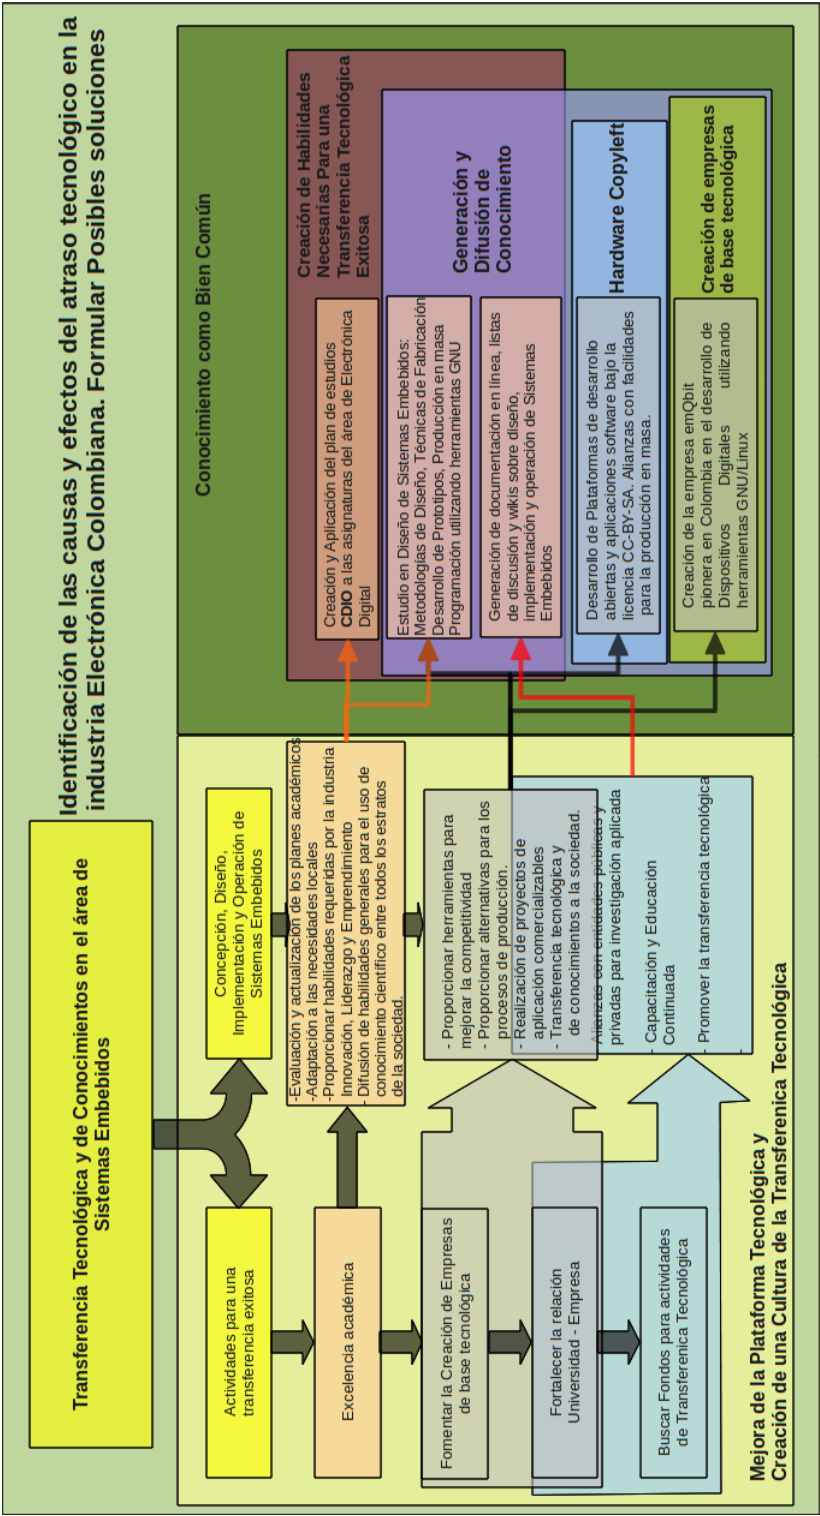 Identificación de las causas y efectos del atraso tecnológico en la
industria Electrónica Colombiana. Formular Posibles soluciones
Transferencia Tecnológica y de Conocimientos en el área de
Sistemas Embebidos
Actividades para una
transferencia exitosa
Excelencia académica
Fomentar la Creación de Empresas
de base tecnológica
Fortalecer la relación
Universidad - Empresa
Buscar Fondos para actividades
de Transferenica Tecnológica
Mejora de la Plataforma Tecnológica y
Creación de una Cultura de la Transferenica Tecnológica
Concepción, Diseño,
Implementación y Operación de
Sistemas Embebidos
-Evaluación y actualización de los planes académicos
-Adaptación a las necesidades locales
-Proporcionar habilidades requeridas por la industria
Innovación, Liderazgo y Emprendimiento
- Difusión de habilidades generales para el uso de
conocimiento científico entre todos los estratos
de la sociedad.
- Proporcionar herramientas para
mejorar la competitividad
- Proporcionar alternativas para los
procesos de producción.
- Realización de proyectos de
aplicación comercializables
- Transferencia tecnológica y
de conocimientos a la sociedad.
Alianzas con entidades públicas y
privadas para investigación aplicada
- Capacitación y Educación
Continuada
- Promover la transferencia tecnológica
-
Conocimiento como Bien Común
Creación de Habilidades
Necesarias Para una
Transferencia Tecnológica
Exitosa
Creación y Aplicación del plan de estudios
CDIO a las asignaturas del área de Electrónica
Digital
Generación y
Difusión de
Conocimiento
Estudio en Diseño de Sistemas Embebidos:
Metodologías de Diseño, Técnicas de Fabricación
Desarrollo de Prototipos, Producción en masa
Programación utilizando herramientas GNU
Generación de documentación en línea, listas
de discusión y wikis sobre diseño,
implementación y operación de Sistemas
Embebidos
Hardware Copyleft
Desarrollo de Plataformas de desarrollo
abiertas y aplicaciones software bajo la
licencia CC-BY-SA. Alianzas con facilidades
para la producción en masa.
Creación de empresas
de base tecnológica
Creación de la empresa emQbit
pionera en Colombia en el desarrollo de
Dispositivos Digitales utilizando
herramientas GNU/Linux